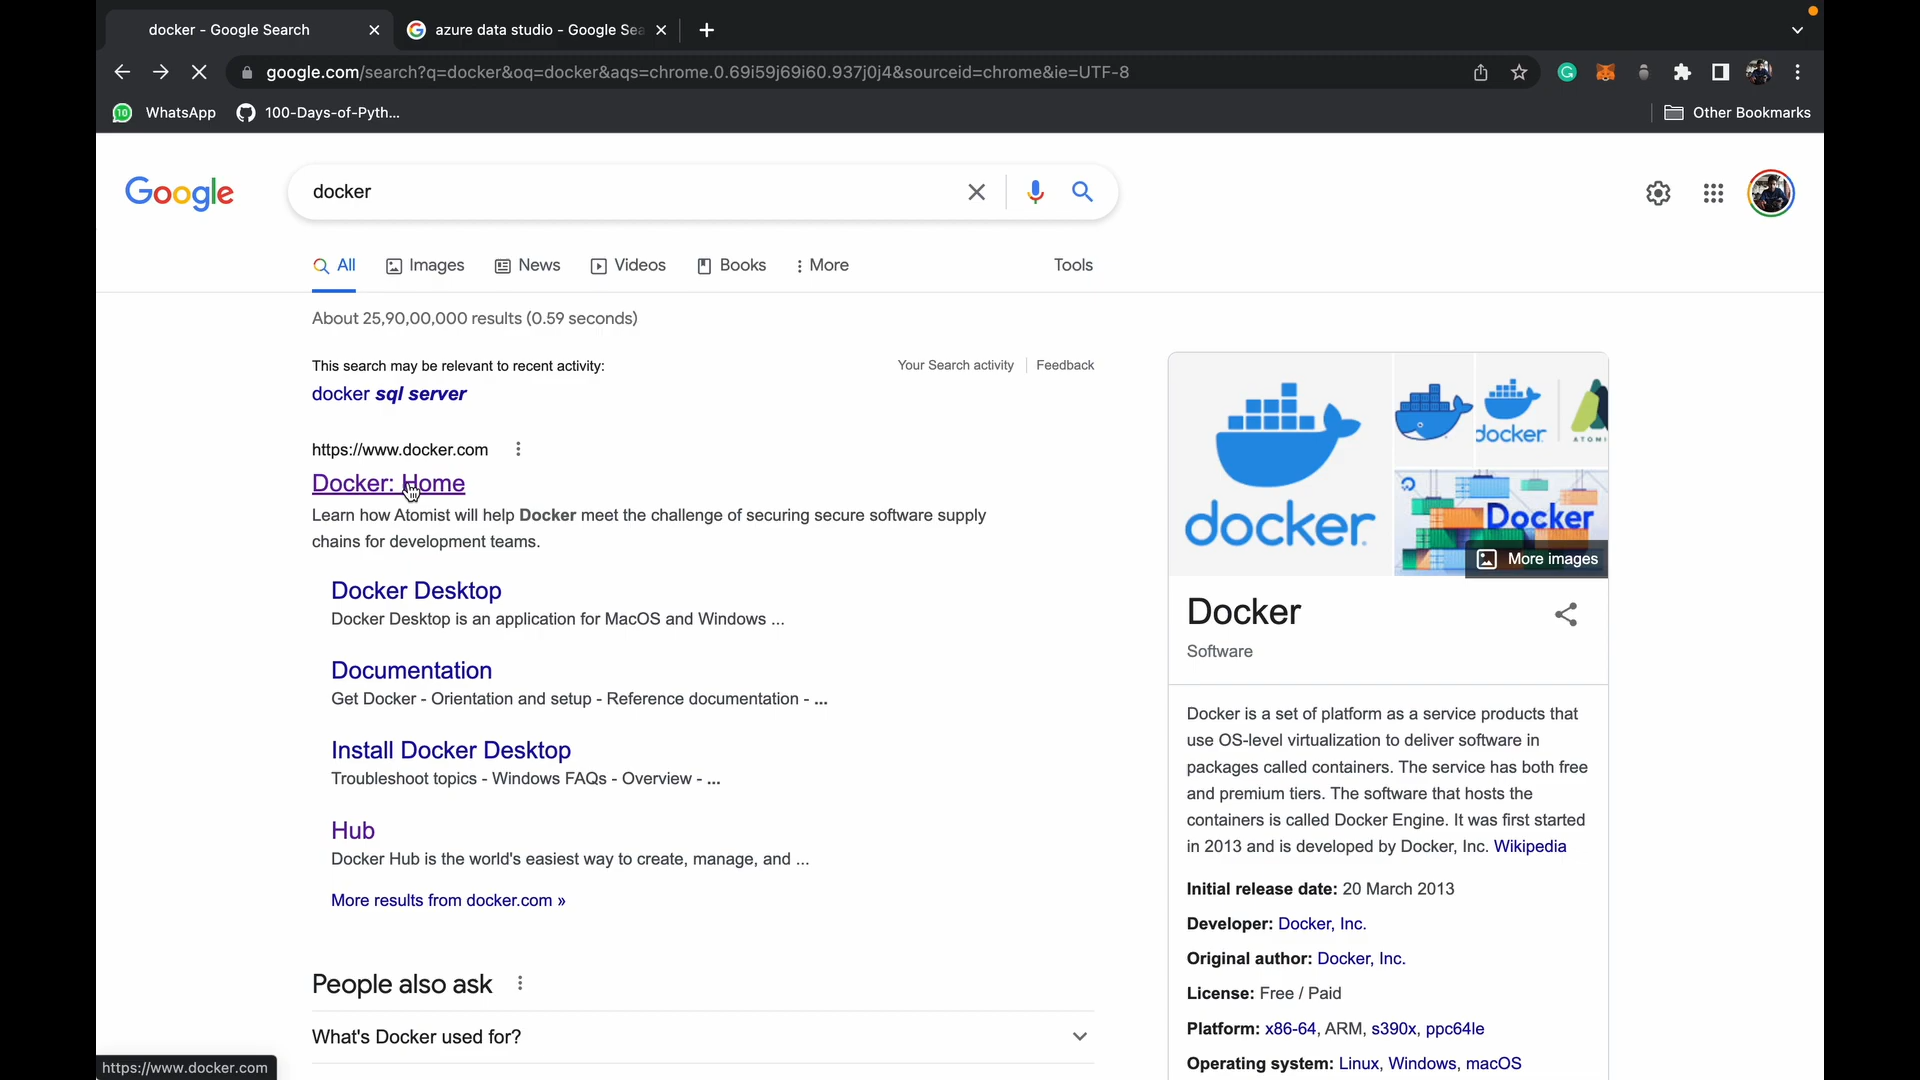 docker - Google Search
azure data studio - Google Sea
google.com/search?q=docker&oq=docker&aqs=chrome.0.69i59j69i60.937j0j4&sourceid=chrome&ie=UTF-8
10
WhatsApp
100-Days-of-Pyth...
Other Bookmarks
Google
docker
All
Images
News
Videos
Books
More
Tools
About 25,90,00,000 results (0.59 seconds)
This search may be relevant to recent activity:
Your Search activity
Feedback
docker sql server
https://www.docker.com
Docker: Home
Learn how Atomist will help Docker meet the challenge of securing secure software supply
chains for development teams.
Docker Desktop
Docker Desktop is an application for MacOS and Windows ...
Documentation
Get Docker - Orientation and setup - Reference documentation - ...
Install Docker Desktop
Troubleshoot topics - Windows FAQs - Overview - ...
Hub
Docker Hub is the world's easiest way to create, manage, and ...
More results from docker.com »
People also ask
What's Docker used for?
https://www.docker.com
docker
docker
ATOMI
Docker
More images
Docker
Software
Docker is a set of platform as a service products that
use OS-level virtualization to deliver software in
packages called containers. The service has both free
and premium tiers. The software that hosts the
containers is called Docker Engine. It was first started
in 2013 and is developed by Docker, Inc. Wikipedia
Initial release date: 20 March 2013
Developer: Docker, Inc.
Original author: Docker, Inc.
License: Free / Paid
Platform: x86-64, ARM, s390x, ppc64le
Operating system: Linux, Windows, macOS